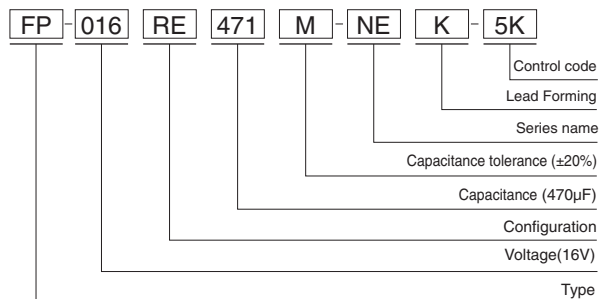 FP-016 RE 471 M-NE K-5K
Control code
Lead Forming
Series name
Capacitance tolerance (±20%)
Capacitance (470µF)
Configuration
Voltage(16V)
Type